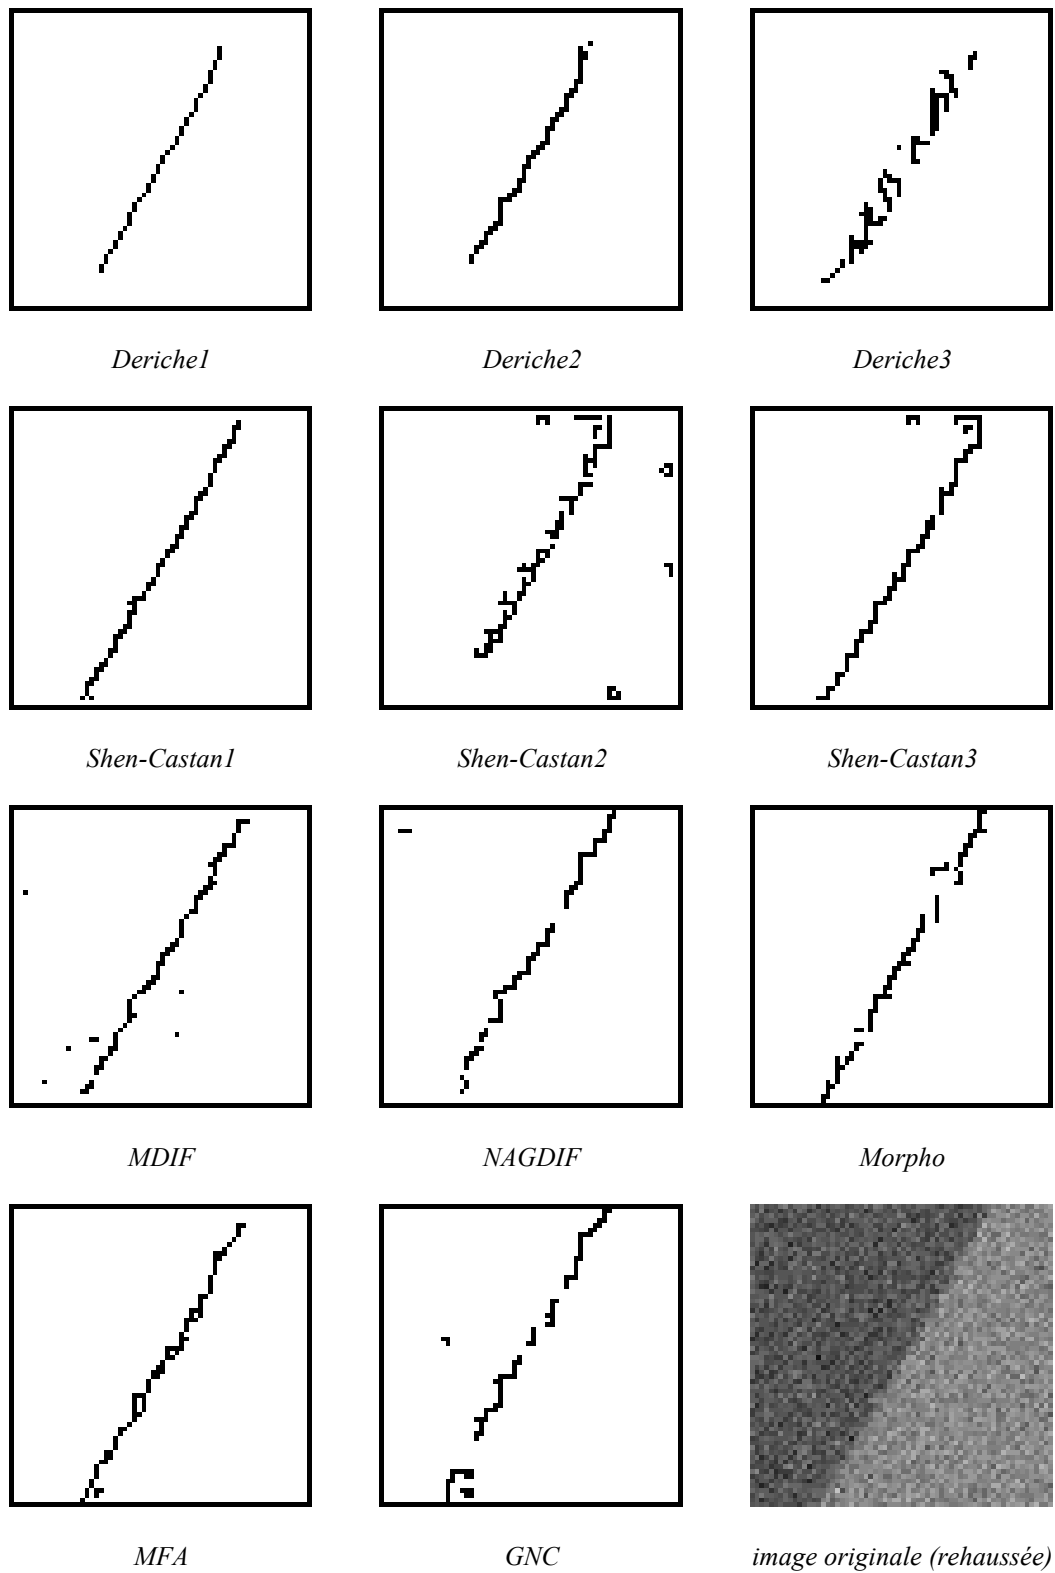 Deriche1 Deriche2 Deriche3
Shen-Castan1 Shen-Castan2 Shen-Castan3
MDIF NAGDIF Morpho
MFA GNC image originale (rehaussée)